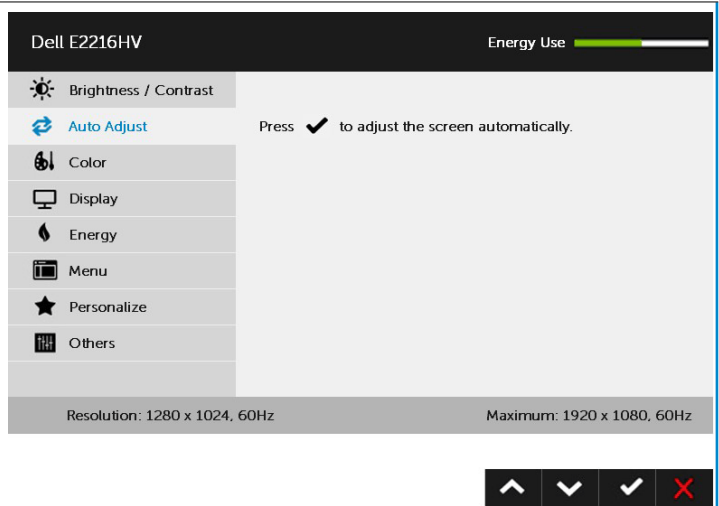 Dell E2216HV
Energy Use
Brightness / Contrast
Auto Adjust
Press ✔ to adjust the screen automatically.
Color
Display
Energy
Menu
Personalize
Others
Resolution: 1280 x 1024, 60Hz
Maximum: 1920 x 1080, 60Hz